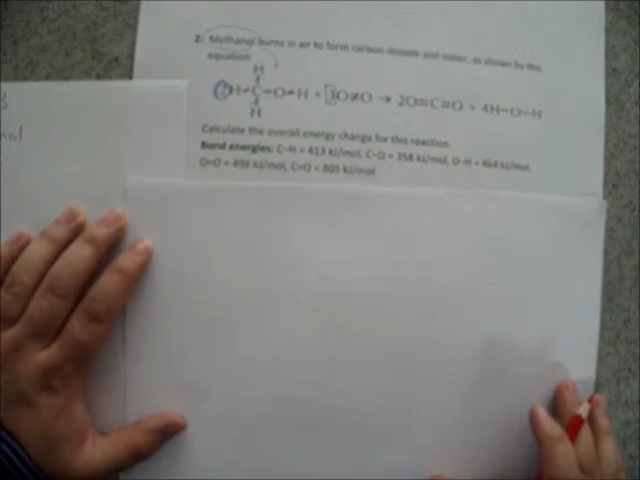 2. Methanol burns in air to form carbon dioxide and water, as shown by this
equation:
H
2H–C–O–H + 3O=O → 2O=C=O + 4H–O–H
H
Calculate the overall energy change for this reaction.
Bond energies: C–H = 413 kJ/mol, C–O = 358 kJ/mol, O–H = 464 kJ/mol,
O=O = 498 kJ/mol, C=O = 805 kJ/mol.